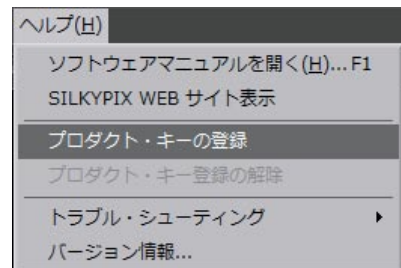 ヘルプ(H)
ソフトウェアマニュアルを開く(H)... F1
SILKYPIX WEB サイト表示
プロダクト・キーの登録
プロダクト・キー登録の解除
トラブル・シューティング
バージョン情報...